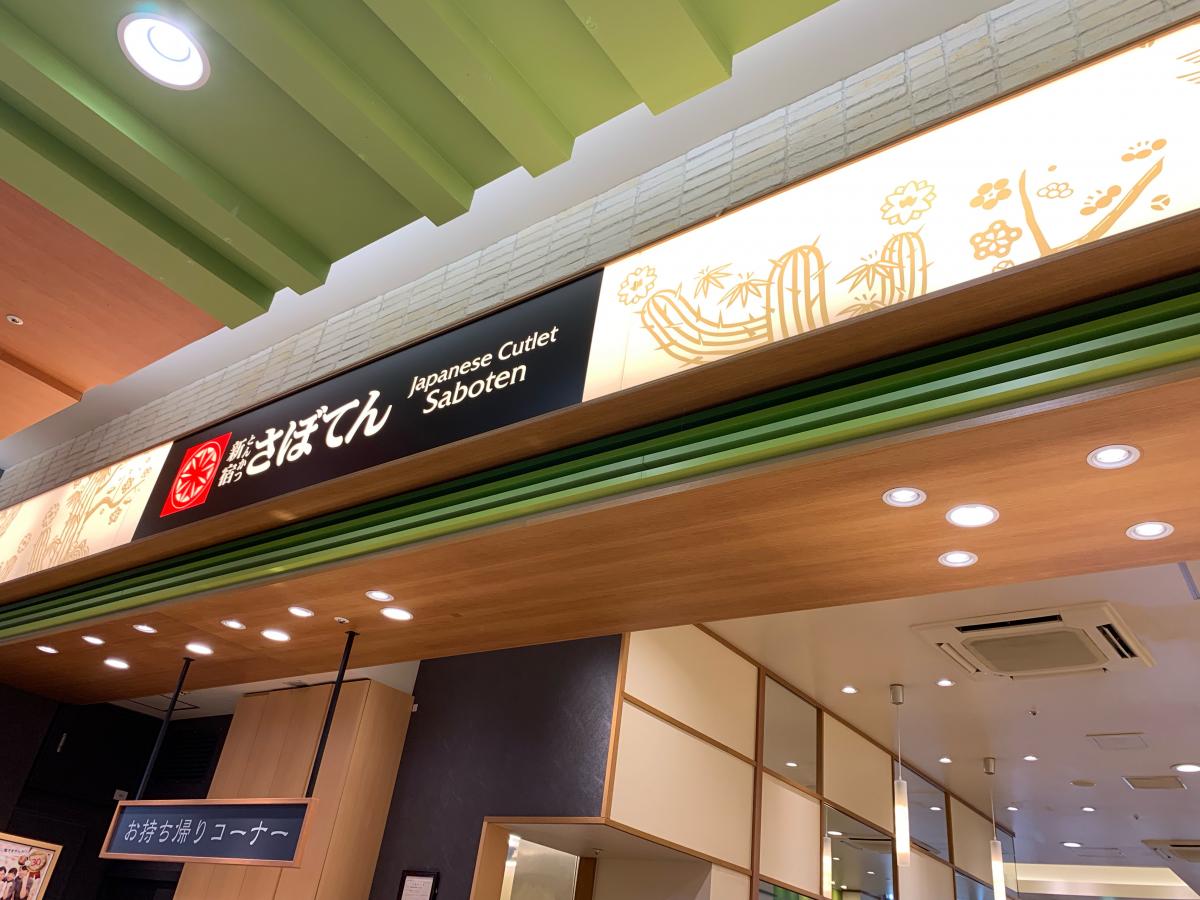 とんかつ
新宿
さぼてん
Japanese Cutlet
Saboten
お持ち帰りコーナー
30